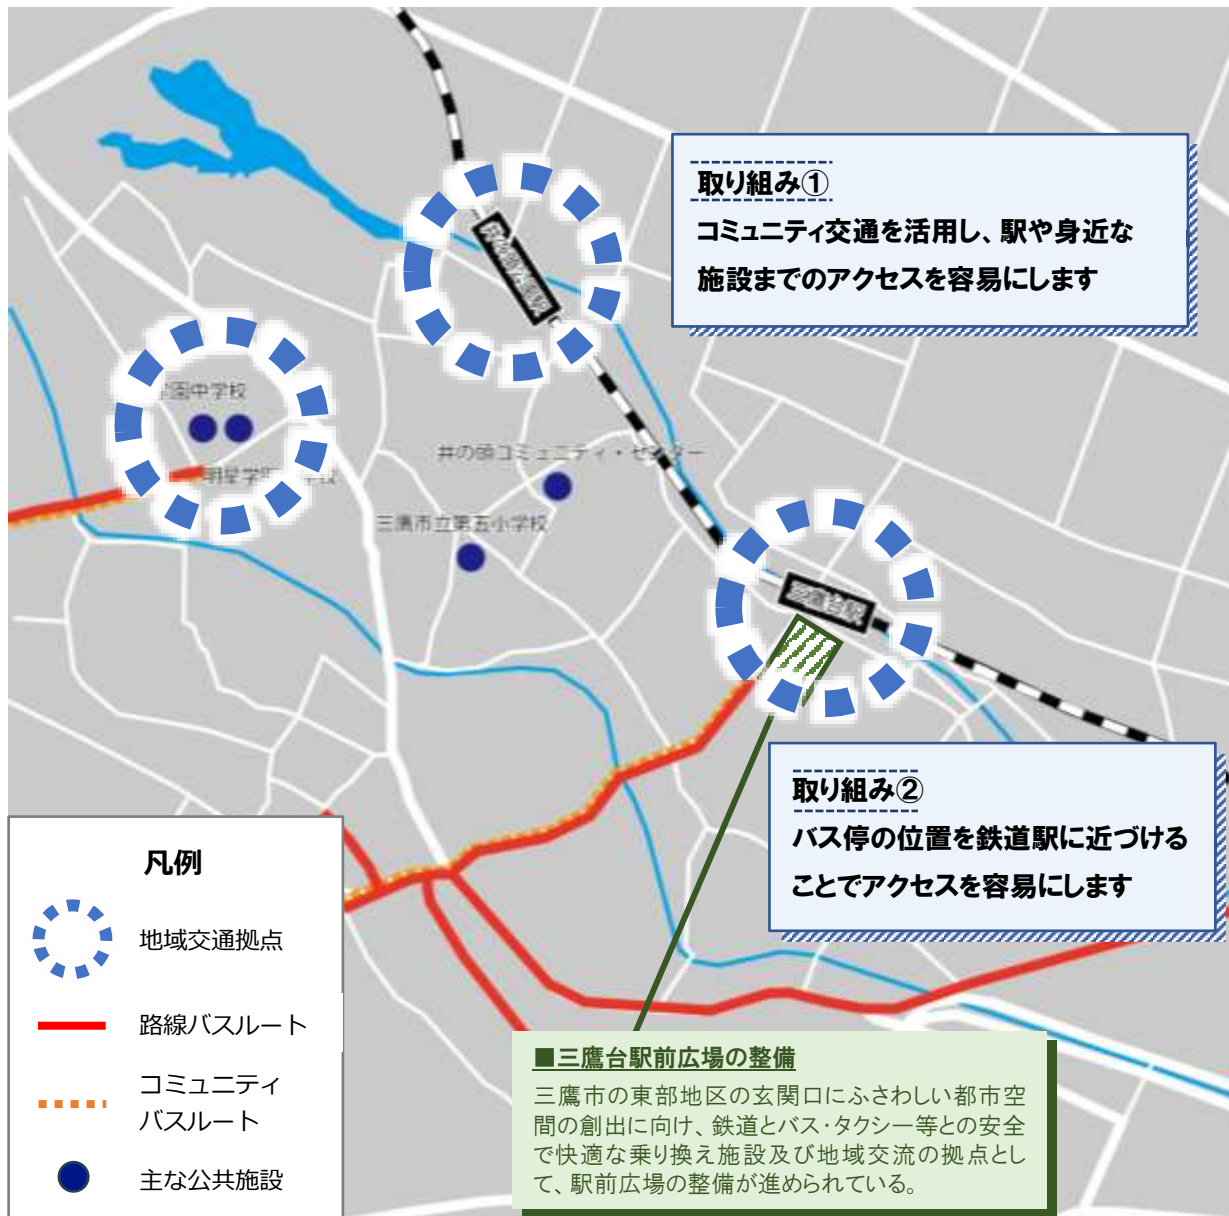 取り組み①
コミュニティ交通を活用し、駅や身近な
施設までのアクセスを容易にします
井の頭コミュニティ・センター
三鷹市立第五小学校
三鷹台駅
取り組み②
バス停の位置を鉄道駅に近づける
ことでアクセスを容易にします
凡例
地域交通拠点
路線バスルート
コミュニティ
バスルート
主な公共施設
■三鷹台駅前広場の整備
三鷹市の東部地区の玄関口にふさわしい都市空
間の創出に向け、鉄道とバス・タクシー等との安全
で快適な乗り換え施設及び地域交流の拠点とし
て、駅前広場の整備が進められている。